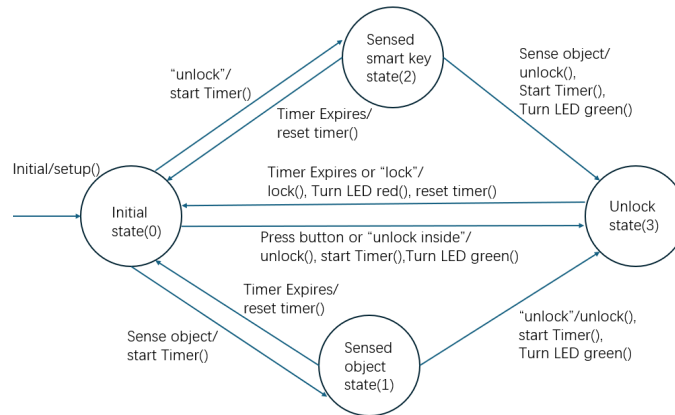 Sensed
smart key
state(2)
Sense object/
unlock(),
Start Timer(),
Turn LED green()
“unlock”/
start Timer()
Timer Expires/
reset timer()
Initial/setup()
Timer Expires or “lock”/
lock(), Turn LED red(), reset timer()
Initial
state(0)
Unlock
state(3)
Press button or “unlock inside”/
unlock(), start Timer(),Turn LED green()
Timer Expires/
reset timer()
Sense object/
start Timer()
“unlock”/unlock(),
start Timer(),
Turn LED green()
Sensed
object
state(1)